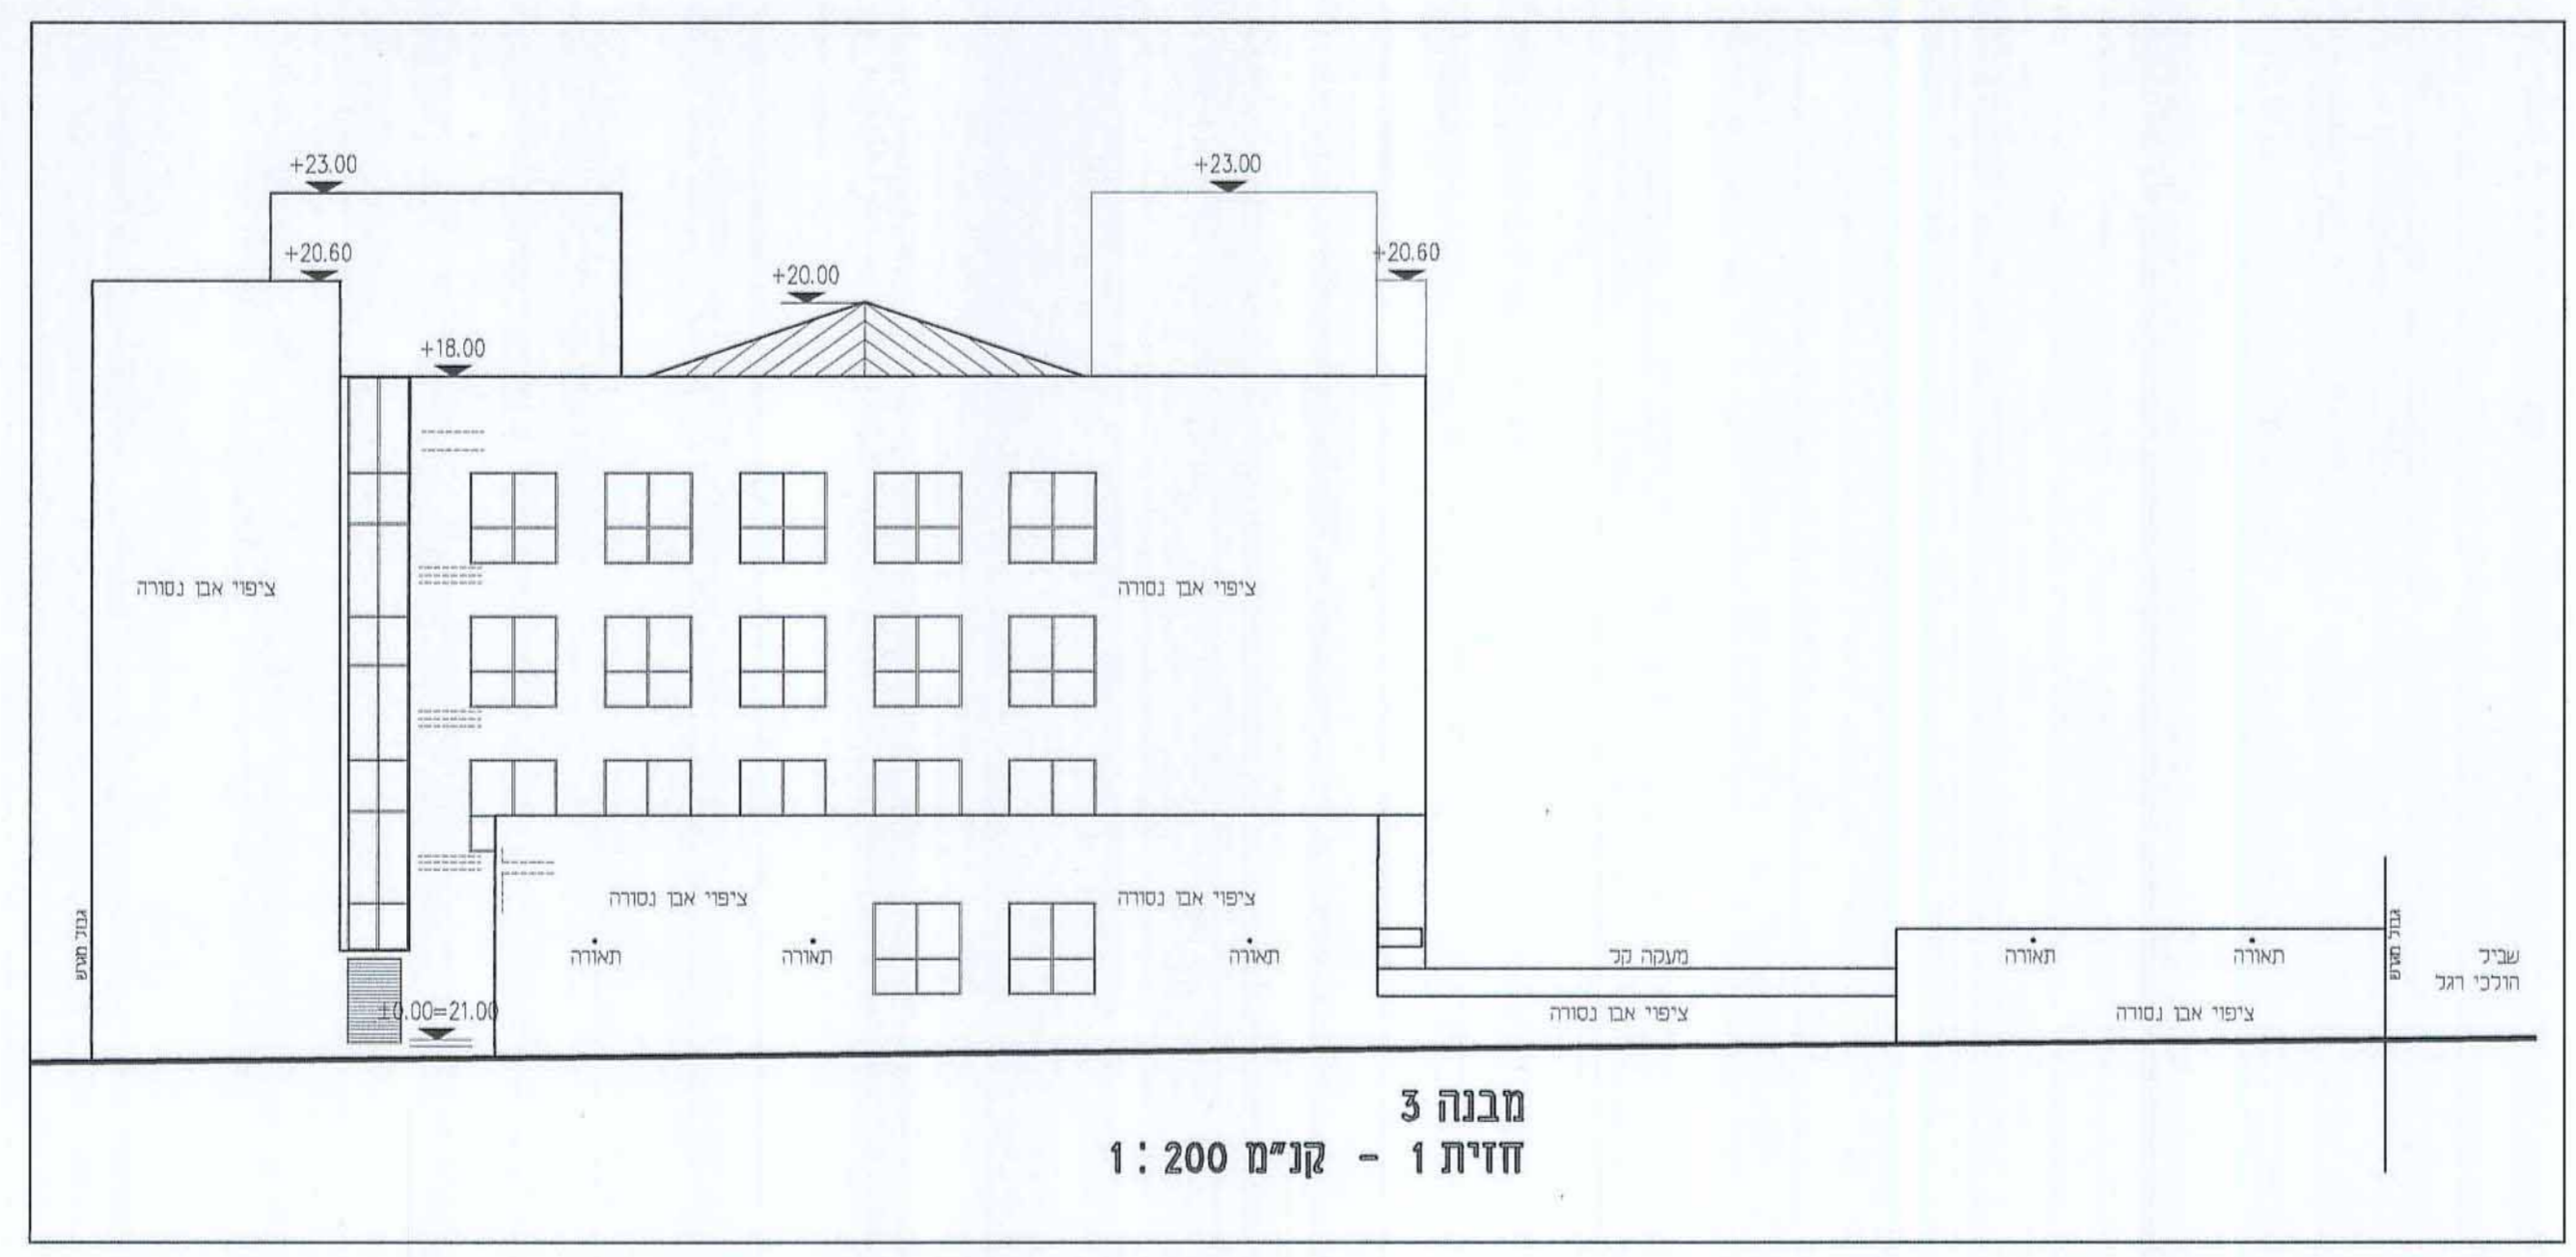 +23.00
+23.00
+20.60
+20.60
+20.00
+18.00
ציפוי אבן נסורה
ציפוי אבן נסורה
ציפוי אבן נסורה
ציפוי אבן נסורה
גבול מגרש
גבול מגרש
תאורה
תאורה
תאורה
מעקה קל
תאורה
תאורה
שביל
הולכי רגל
±0.00=21.00
ציפוי אבן נסורה
ציפוי אבן נסורה
מבנה 3
חזית 1 - קנ"מ 200 : 1